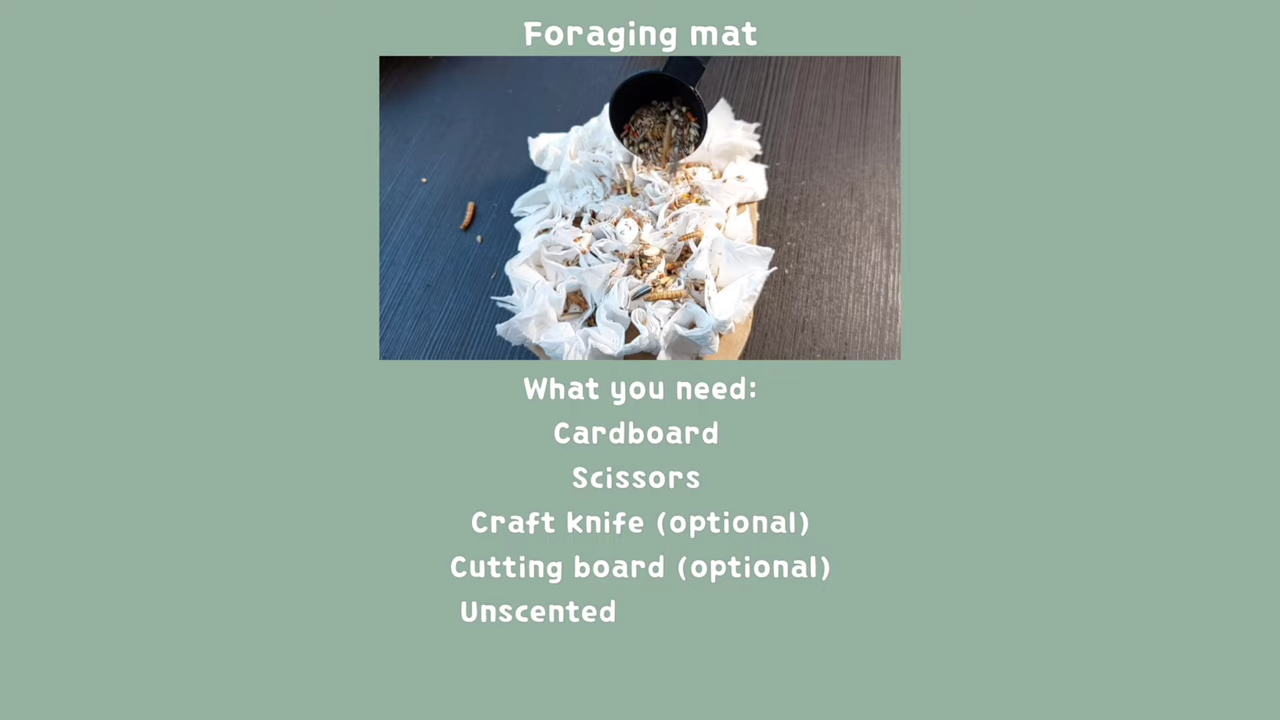 Foraging mat
What you need:
Cardboard
Scissors
Craft knife (optional)
Cutting board (optional)
Unscented